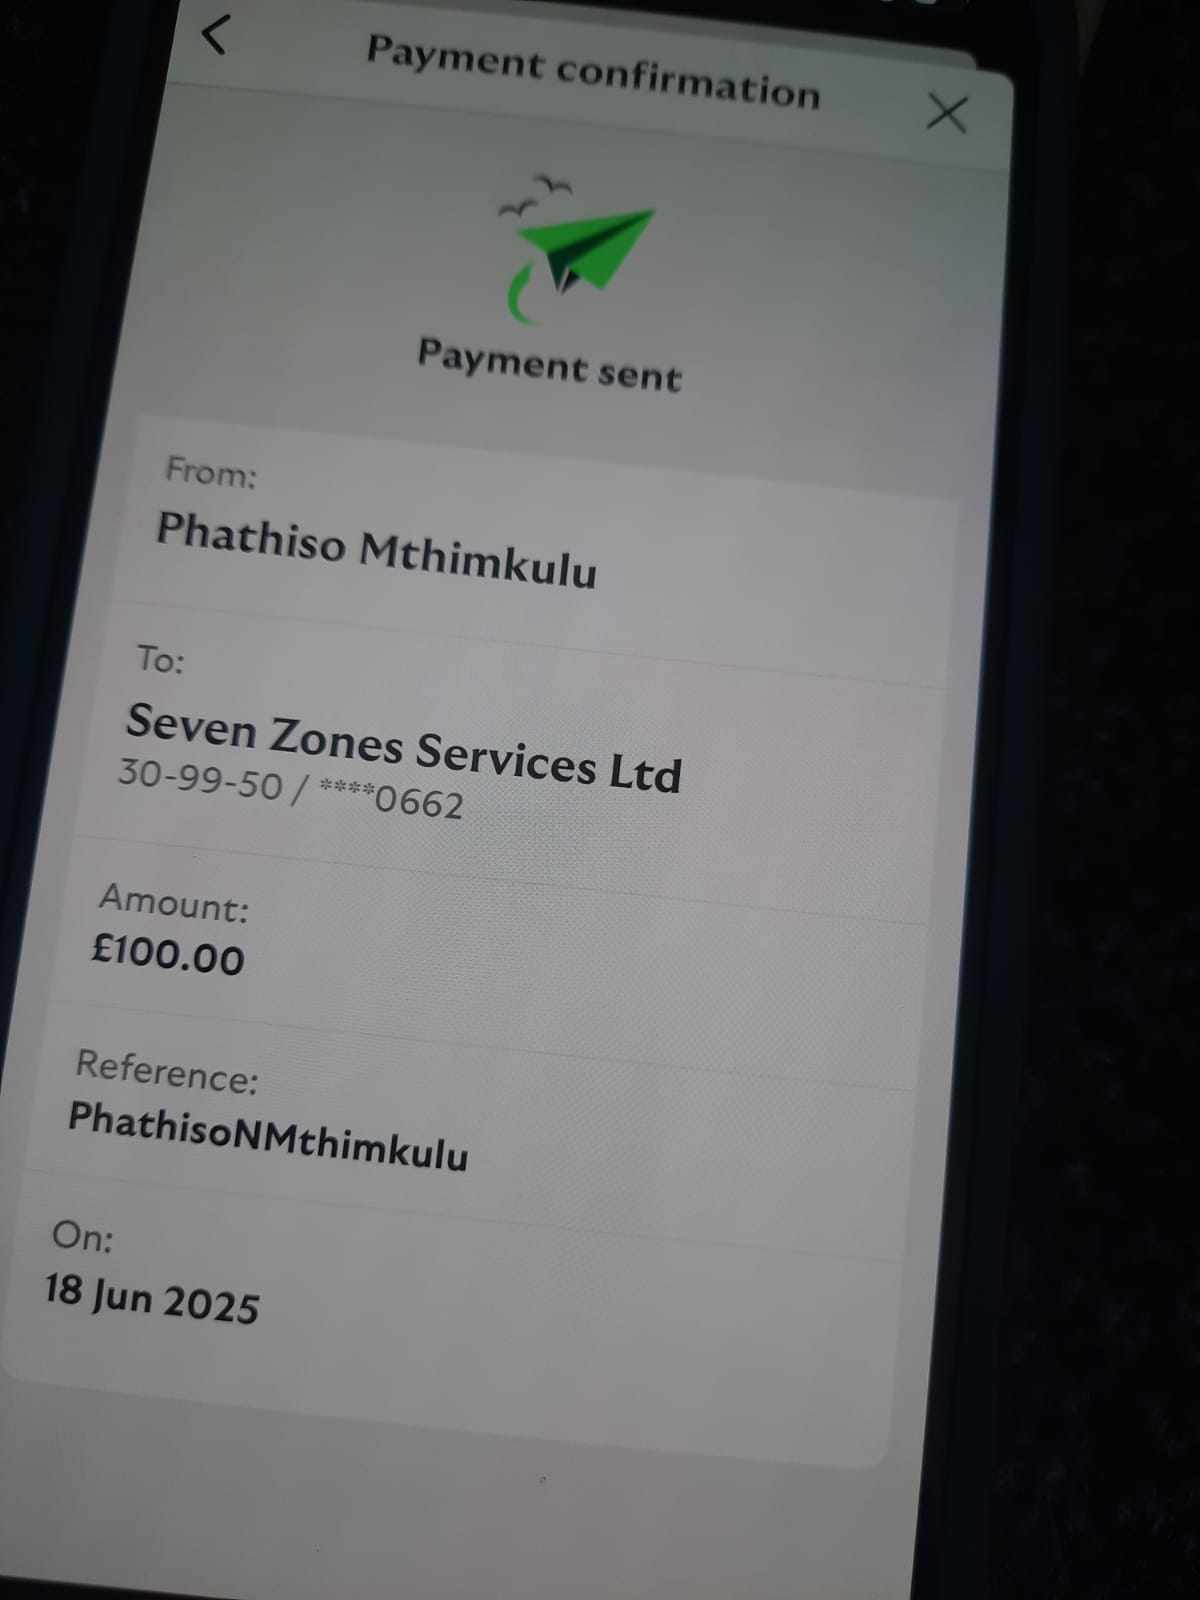 Payment confirmation
Payment sent
From:
Phathiso Mthimkulu
To:
Seven Zones Services Ltd
30-99-50 / ****0662
Amount:
£100.00
Reference:
PhathisoNMthimkulu
On:
18 Jun 2025